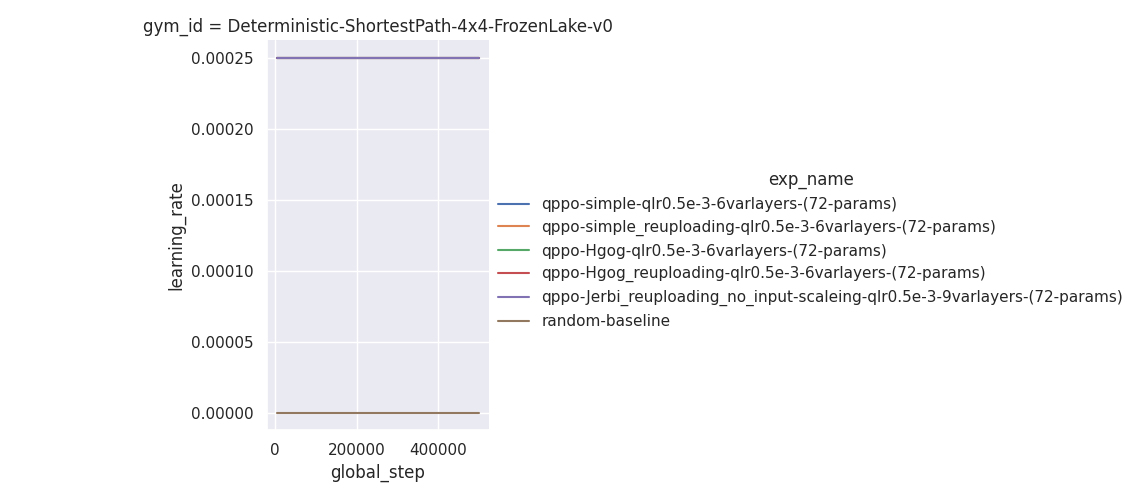 gym_id = Deterministic-ShortestPath-4x4-FrozenLake-v0
0.00025
0.00020
0.00015
0.00010
0.00005
0.00000
learning_rate
0 200000 400000
global_step
exp_name
qppo-simple-qlr0.5e-3-6varlayers-(72-params)
qppo-simple_reuploading-qlr0.5e-3-6varlayers-(72-params)
qppo-Hgog-qlr0.5e-3-6varlayers-(72-params)
qppo-Hgog_reuploading-qlr0.5e-3-6varlayers-(72-params)
qppo-Jerbi_reuploading_no_input-scaleing-qlr0.5e-3-9varlayers-(72-params)
random-baseline